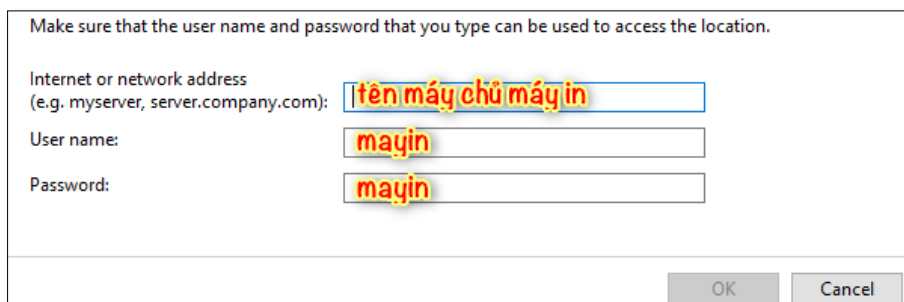 Make sure that the user name and password that you type can be used to access the location.
Internet or network address
(e.g. myserver, server.company.com): tên máy chủ máy in
User name: mayin
Password: mayin
OK Cancel